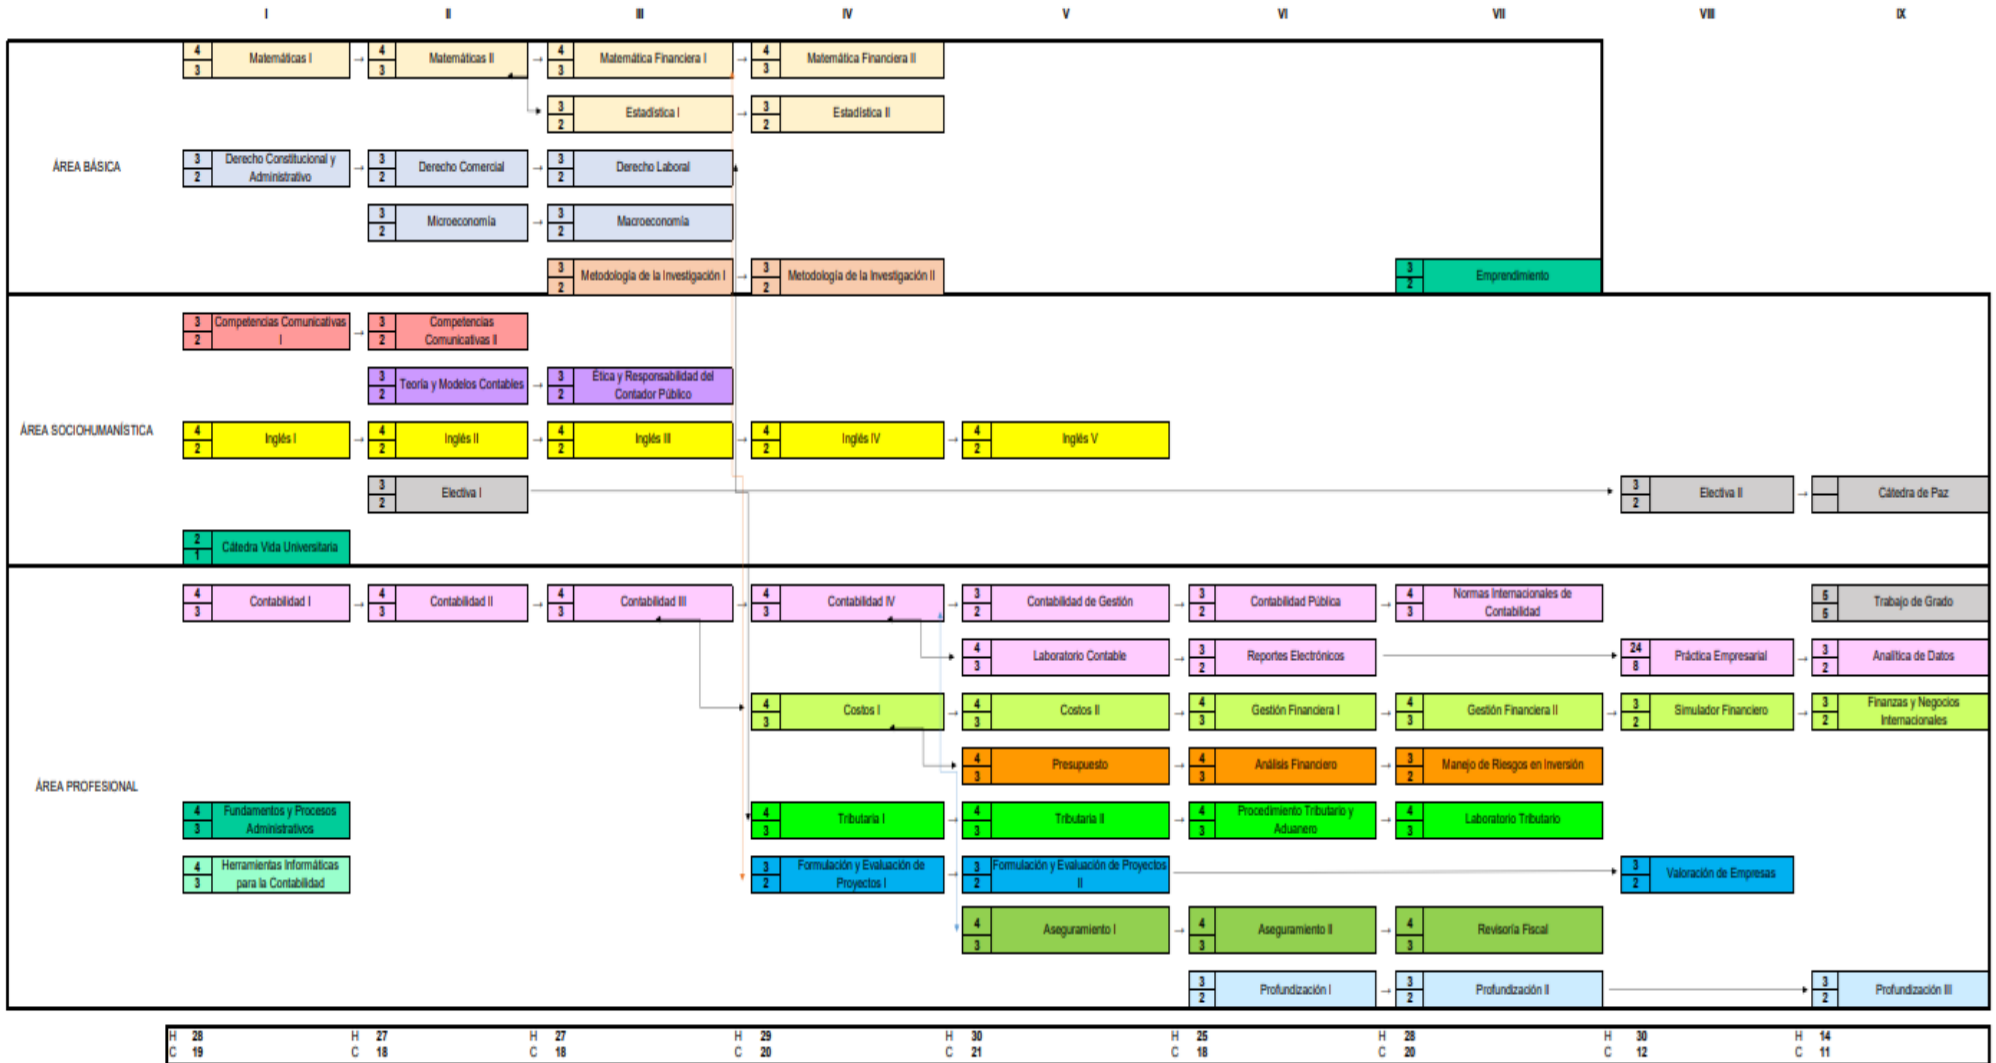 I II III IV V VI VII VIII IX
4 Matemáticas I → 4 Matemáticas II → 4 Matemática Financiera I → 4 Matemática Financiera II
3 3 3 3
3 Estadística I → 3 Estadística II
2 2
ÁREA BÁSICA
3 Derecho Constitucional y → 3 Derecho Comercial → 3 Derecho Laboral
2 Administrativo 2 2
3 Microeconomía → 3 Macroeconomía
2 2
3 Metodología de la Investigación I → 3 Metodología de la Investigación II 3 Emprendimiento
2 2 2
3 Competencias Comunicativas → 3 Competencias
2 I 2 Comunicativas II
3 Teoría y Modelos Contables → 3 Ética y Responsabilidad del
2 2 Contador Público
ÁREA SOCIOHUMANÍSTICA
4 Inglés I → 4 Inglés II → 4 Inglés III → 4 Inglés IV → 4 Inglés V
2 2 2 2 2
3 Electiva I 3 Electiva II → Cátedra de Paz
2 2
2 Cátedra Vida Universitaria
1
4 Contabilidad I → 4 Contabilidad II → 4 Contabilidad III → 4 Contabilidad IV → 3 Contabilidad de Gestión → 3 Contabilidad Pública → 4 Normas Internacionales de 5 Trabajo de Grado
3 3 3 3 2 2 3 Contabilidad 5
4 Laboratorio Contable → 3 Reportes Electrónicos 24 Práctica Empresarial → 3 Analítica de Datos
3 2 8 2
4 Costos I → 4 Costos II → 4 Gestión Financiera I → 4 Gestión Financiera II → 3 Simulador Financiero → 3 Finanzas y Negocios
3 3 3 3 2 2 Internacionales
4 Presupuesto → 4 Análisis Financiero → 3 Manejo de Riesgos en Inversión
3 3 2
ÁREA PROFESIONAL
4 Fundamentos y Procesos 4 Tributaria I → 4 Tributaria II → 4 Procedimiento Tributario y → 4 Laboratorio Tributario
3 Administrativos 3 3 3 Aduanero 3
4 Herramientas Informáticas 3 Formulación y Evaluación de → 3 Formulación y Evaluación de Proyectos 3 Valoración de Empresas
3 para la Contabilidad 2 Proyectos I 2 II 2
4 Aseguramiento I → 4 Aseguramiento II → 4 Revisoría Fiscal
3 3 3
3 Profundización I → 3 Profundización II 3 Profundización III
2 2 2
H 28 H 27 H 27 H 29 H 30 H 25 H 28 H 30 H 14
C 19 C 18 C 18 C 20 C 21 C 18 C 20 C 12 C 11